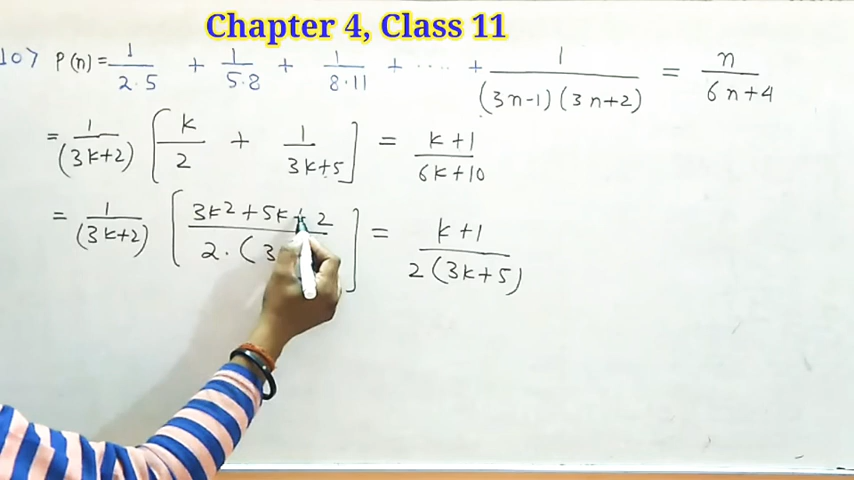 Chapter 4, Class 11
10> P(n)= 1/2·5 + 1/5·8 + 1/8·11 + ···· + 1/(3n-1)(3n+2) = n/6n+4
= 1/(3k+2) [k/2 + 1/3k+5] = k+1/6k+10
= 1/(3k+2) [3k²+5k+2/2·(3] = k+1/2(3k+5)